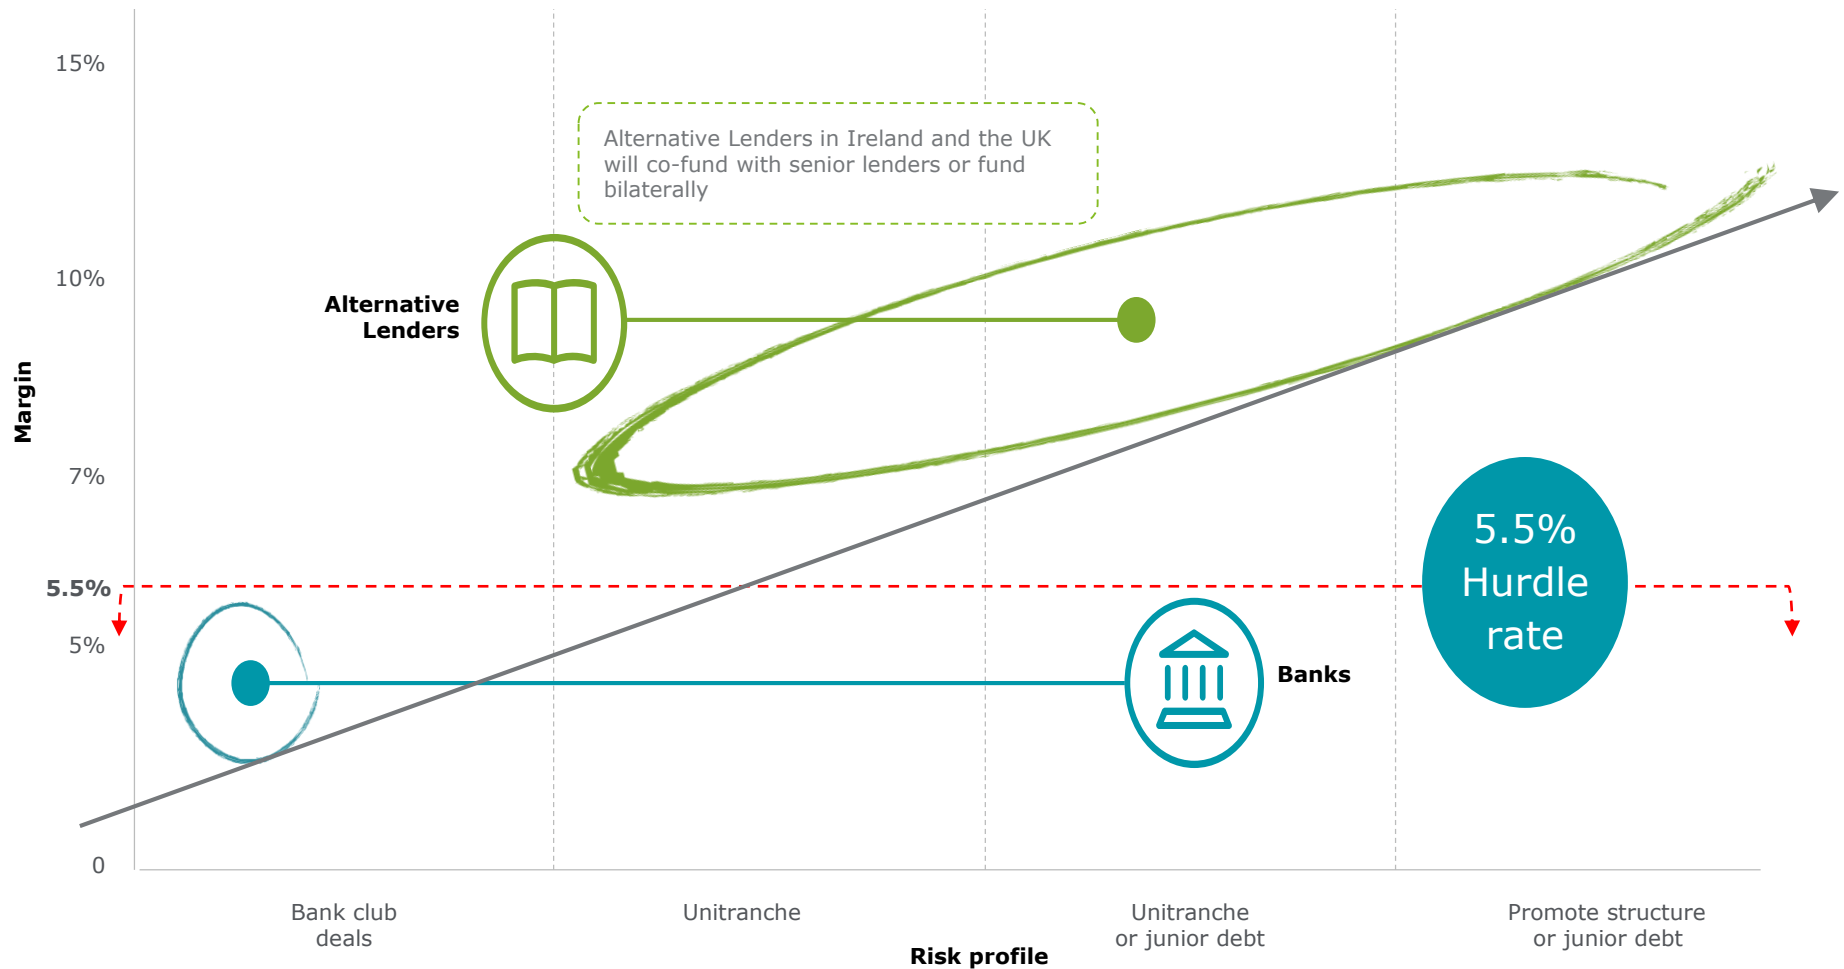 15%
Alternative Lenders in Ireland and the UK
will co-fund with senior lenders or fund
bilaterally
10%
Alternative
Lenders
Margin
7%
5.5%
Hurdle
rate
5.5%
5%
Banks
0
Bank club
deals
Unitranche
Unitranche
or junior debt
Promote structure
or junior debt
Risk profile